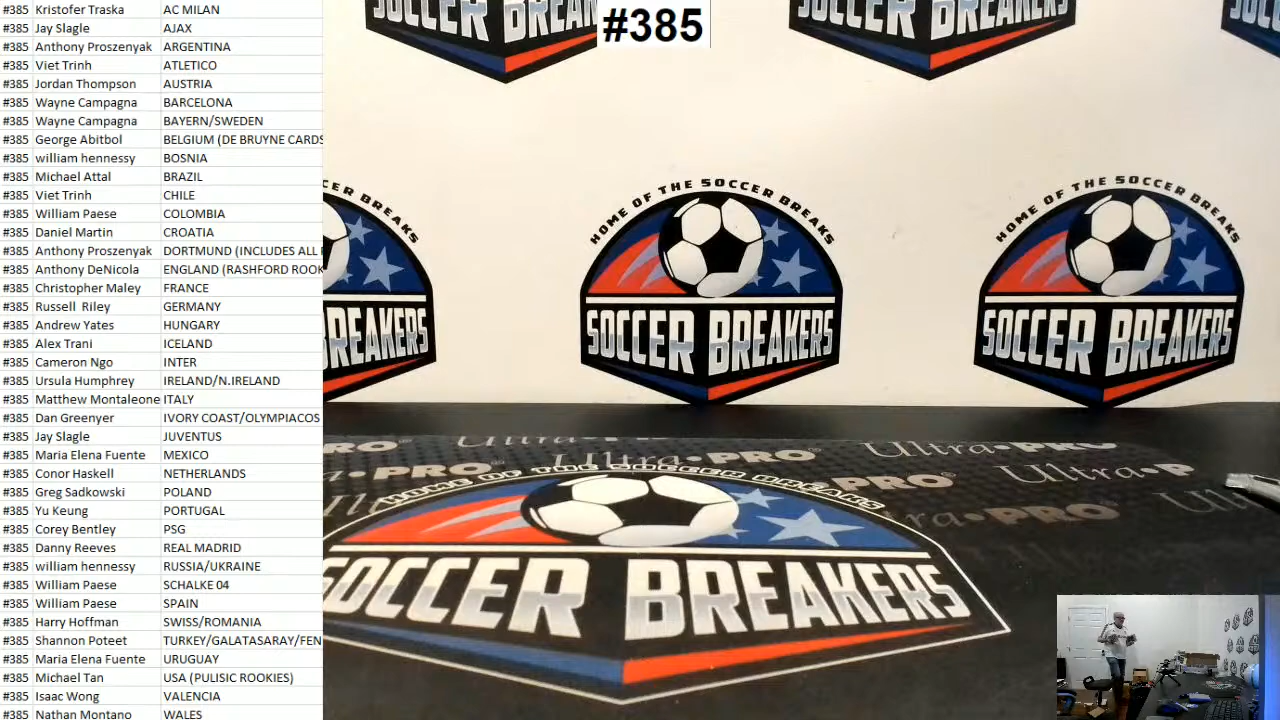 #385 Kristofer Traska AC MILAN
#385 Jay Slagle AJAX
#385 Anthony Proszenyak ARGENTINA
#385 Viet Trinh ATLETICO
#385 Jordan Thompson AUSTRIA
#385 Wayne Campagna BARCELONA
#385 Wayne Campagna BAYERN/SWEDEN
#385 George Abitbol BELGIUM (DE BRUYNE CARDS
#385 william hennessy BOSNIA
#385 Michael Attal BRAZIL
#385 Viet Trinh CHILE
#385 William Paese COLOMBIA
#385 Daniel Martin CROATIA
#385 Anthony Proszenyak DORTMUND (INCLUDES ALL
#385 Anthony DeNicola ENGLAND (RASHFORD ROOK
#385 Christopher Maley FRANCE
#385 Russell Riley GERMANY
#385 Andrew Yates HUNGARY
#385 Alex Trani ICELAND
#385 Cameron Ngo INTER
#385 Ursula Humphrey IRELAND/N.IRELAND
#385 Matthew Montaleone ITALY
#385 Dan Greenyer IVORY COAST/OLYMPIACOS
#385 Jay Slagle JUVENTUS
#385 Maria Elena Fuente MEXICO
#385 Conor Haskell NETHERLANDS
#385 Greg Sadkowski POLAND
#385 Yu Keung PORTUGAL
#385 Corey Bentley PSG
#385 Danny Reeves REAL MADRID
#385 william hennessy RUSSIA/UKRAINE
#385 William Paese SCHALKE 04
#385 William Paese SPAIN
#385 Harry Hoffman SWISS/ROMANIA
#385 Shannon Poteet TURKEY/GALATASARAY/FEN
#385 Maria Elena Fuente URUGUAY
#385 Michael Tan USA (PULISIC ROOKIES)
#385 Isaac Wong VALENCIA
#385 Nathan Montano WALES
#385
SOCCER BREAKERS
CER BREAKS
BREAKERS
HOME OF THE SOCCER BREAKS
SOCCER BREAKERS
HOME OF THE SOCCER BREAKS
SOCCER BREAKERS
PRO Ultra PRO
PRO Ultra•PRO Ultra•P
HOME OF THE SOCCER BREAKS
SOCCER BREAKERS